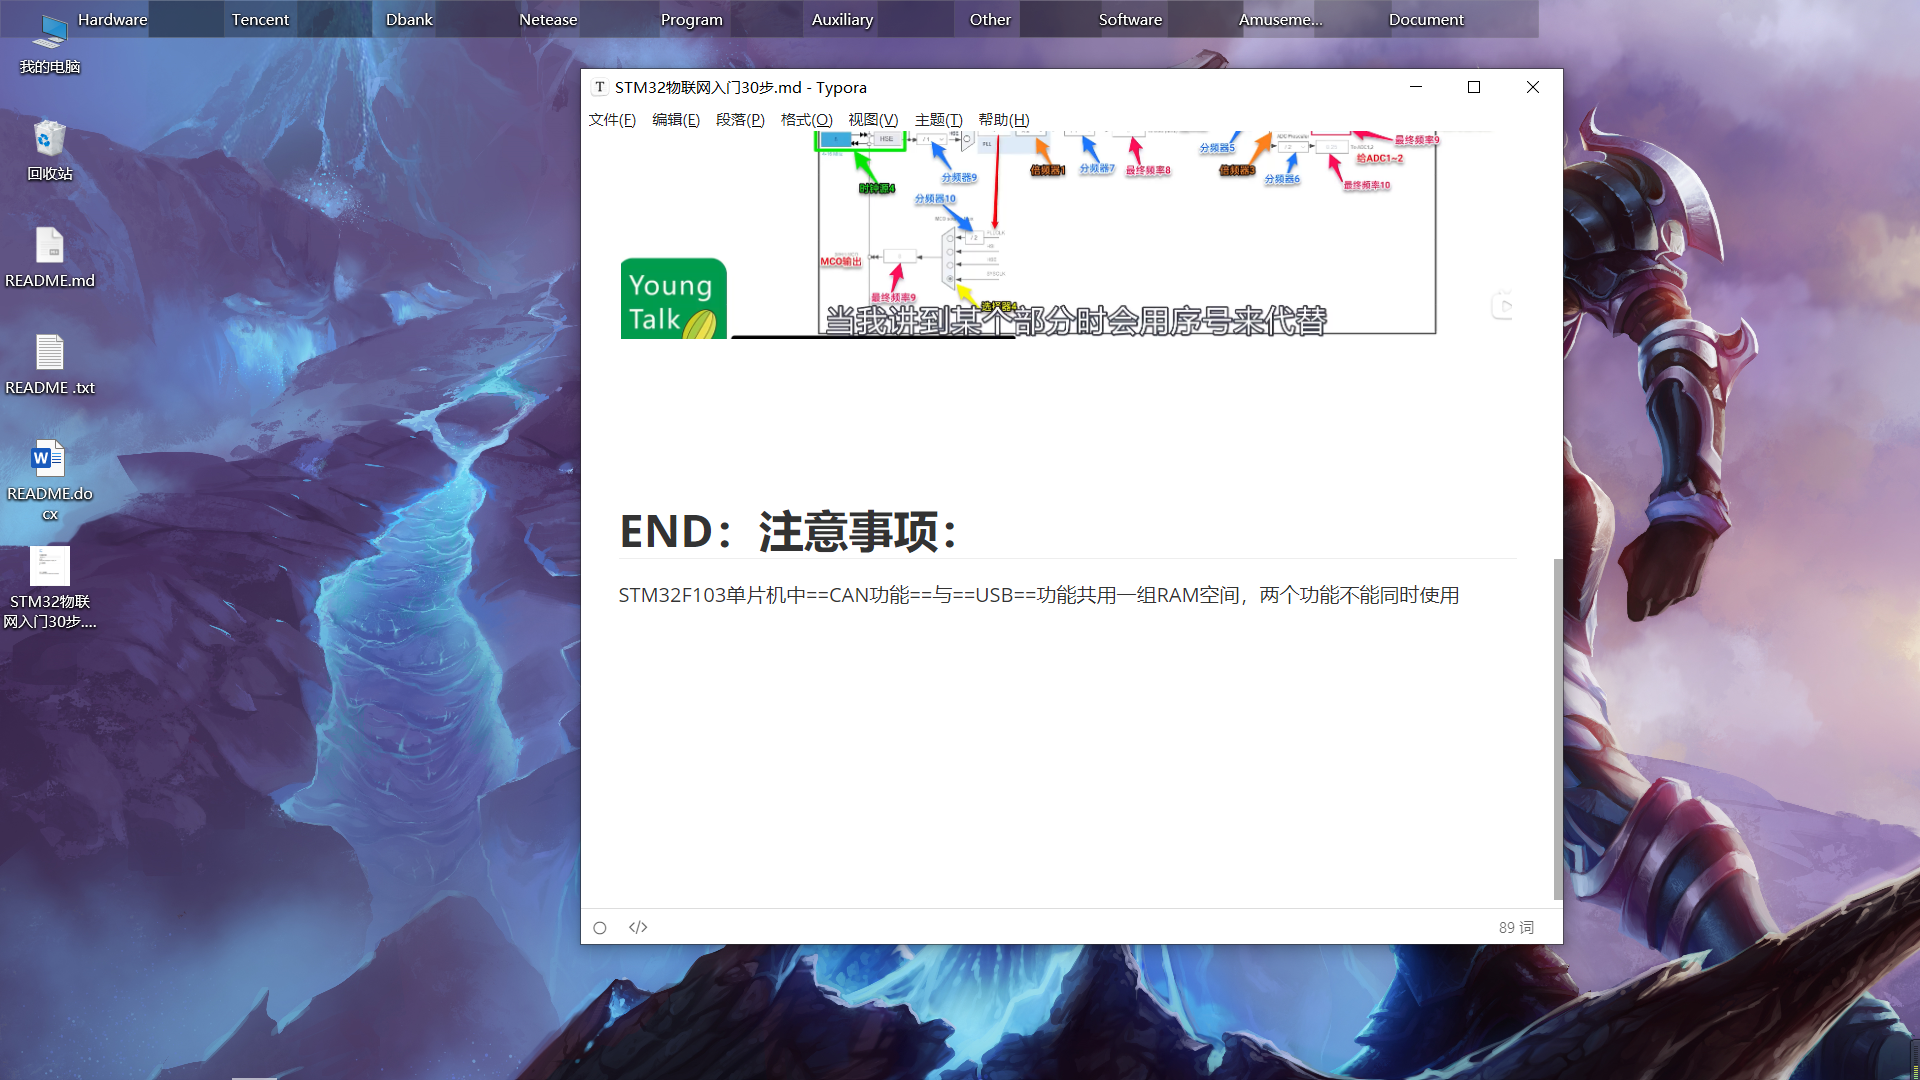 Hardware Tencent Dbank Netease Program Auxiliary Other Software Amuseme... Document
我的电脑
回收站
README.md
README .txt
README.do
cx
STM32物联
网入门30步....
STM32物联网入门30步.md - Typora
文件(F) 编辑(E) 段落(P) 格式(O) 视图(V) 主题(T) 帮助(H)
HSE
PLL
ADC Prescaler
最终频率9
时钟源4
分频器9
倍频器1
分频器7
最终频率8
分频器5
倍频器3
分频器6
给ADC1~2
最终频率10
分频器10
/ 2
MCO输出
SYSCLK
最终频率9
选择器4
Young
Talk
当我讲到某个部分时会用序号来代替
END：注意事项：
STM32F103单片机中==CAN功能==与==USB==功能共用一组RAM空间，两个功能不能同时使用
</> 89 词